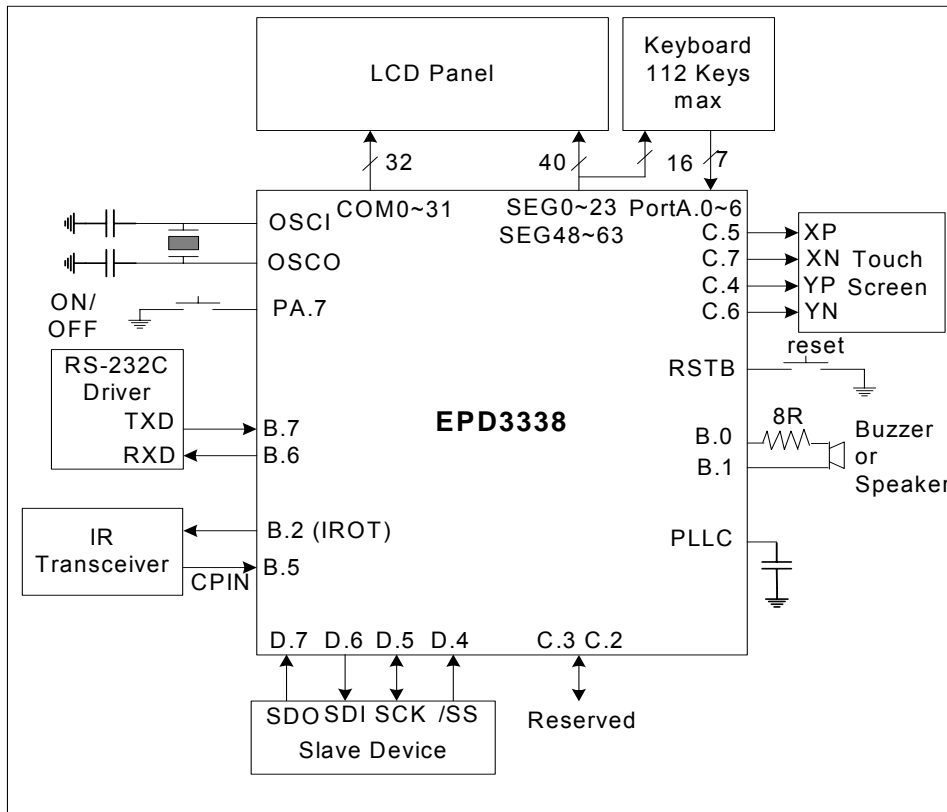 LCD Panel
Keyboard
112 Keys
max
32
40
16
7
COM0~31
SEG0~23
SEG48~63
PortA.0~6
OSCI
OSCO
ON/
OFF
PA.7
RS-232C
Driver
TXD
RXD
B.7
B.6
IR
Transceiver
CPIN
B.2 (IROT)
B.5
EPD3338
C.5
C.7
C.4
C.6
XP
XN
YP
YN
Touch
Screen
RSTB
reset
B.0
B.1
8R
Buzzer
or
Speaker
PLLC
D.7 D.6 D.5 D.4
C.3 C.2
SDO SDI SCK /SS
Slave Device
Reserved